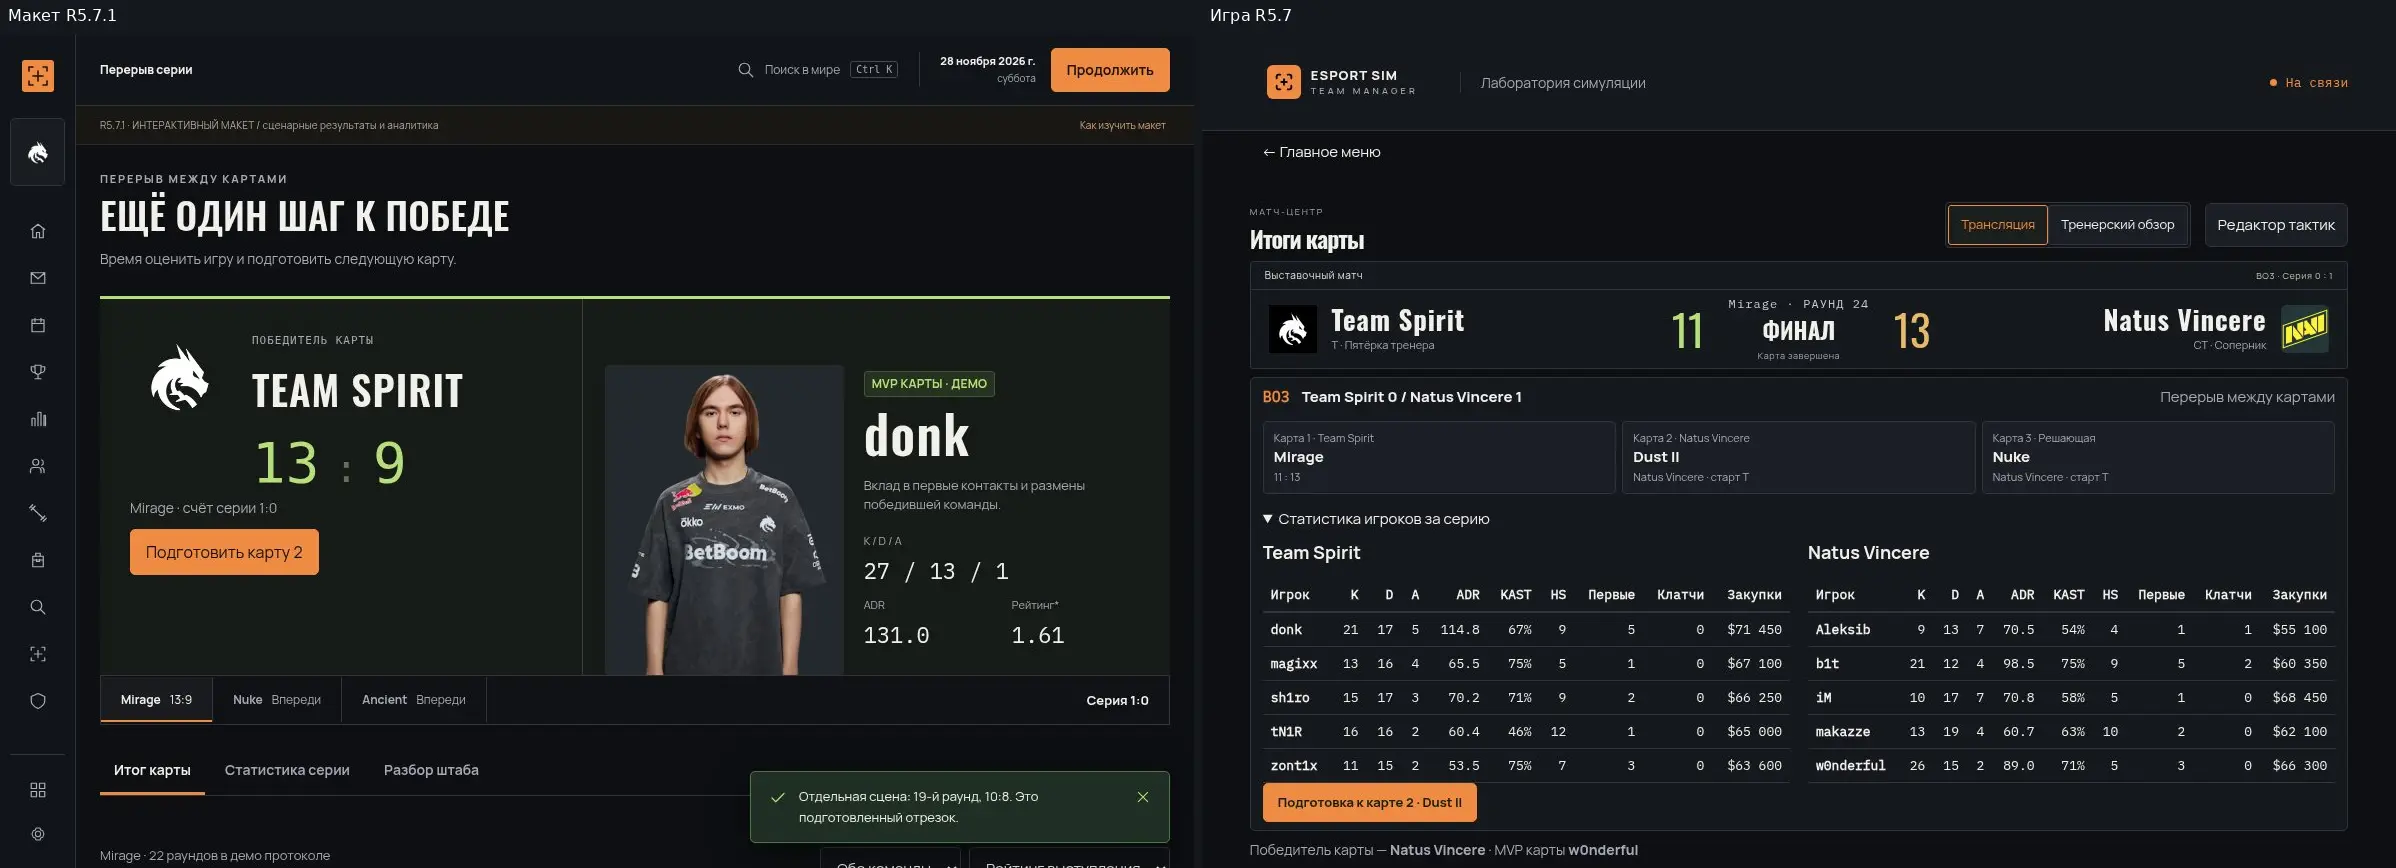 Макет R5.7.1
Перерыв серии
Поиск в мире
Ctrl K
28 ноября 2026 г.
суббота
Продолжить
R5.7.1 · ИНТЕРАКТИВНЫЙ МАКЕТ / сценарные результаты и аналитика
Как изучить макет
ПЕРЕРЫВ МЕЖДУ КАРТАМИ
ЕЩЁ ОДИН ШАГ К ПОБЕДЕ
Время оценить игру и подготовить следующую карту.
ПОБЕДИТЕЛЬ КАРТЫ
TEAM SPIRIT
13 : 9
Mirage · счёт серии 1:0
Подготовить карту 2
MVP КАРТЫ · ДЕМО
donk
Вклад в первые контакты и размены
победившей команды.
K/D/A
27 / 13 / 1
ADR
Рейтинг*
131.0
1.61
BetBoom
EXMO
ōkko
BetBoom
Mirage 13:9
Nuke Впереди
Ancient Впереди
Серия 1:0
Итог карты
Статистика серии
Разбор штаба
Отдельная сцена: 19-й раунд, 10:8. Это
подготовленный отрезок.
Mirage · 22 раундов в демо протоколе
Обе команды
Рейтинг выступления
Игра R5.7
ESPORT SIM
TEAM MANAGER
Лаборатория симуляции
На связи
← Главное меню
МАТЧ-ЦЕНТР
Итоги карты
Трансляция
Тренерский обзор
Редактор тактик
Выставочный матч
BO3 · Серия 0 : 1
Team Spirit
T · Пятёрка тренера
11
Mirage · РАУНД 24
ФИНАЛ
Карта завершена
13
Natus Vincere
CT · Соперник
NAVI
BO3 Team Spirit 0 / Natus Vincere 1
Перерыв между картами
Карта 1 · Team Spirit
Mirage
11 : 13
Карта 2 · Natus Vincere
Dust II
Natus Vincere · старт T
Карта 3 · Решающая
Nuke
Natus Vincere · старт T
▼ Статистика игроков за серию
Team Spirit
Игрок K D A ADR KAST HS Первые Клатчи Закупки
donk 21 17 5 114.8 67% 9 5 0 $71 450
magixx 13 16 4 65.5 75% 5 1 0 $67 100
sh1ro 15 17 3 70.2 71% 9 2 0 $66 250
tN1R 16 16 2 60.4 46% 12 1 0 $65 000
zont1x 11 15 2 53.5 75% 7 3 0 $63 600
Natus Vincere
Игрок K D A ADR KAST HS Первые Клатчи Закупки
Aleksib 9 13 7 70.5 54% 4 1 1 $55 100
b1t 21 12 4 98.5 75% 9 5 2 $60 350
iM 10 17 7 70.8 58% 5 1 0 $68 450
makazze 13 19 4 60.7 63% 10 2 0 $62 100
w0nderful 26 15 2 89.0 71% 5 3 0 $66 300
Подготовка к карте 2 · Dust II
Победитель карты — Natus Vincere · MVP карты w0nderful